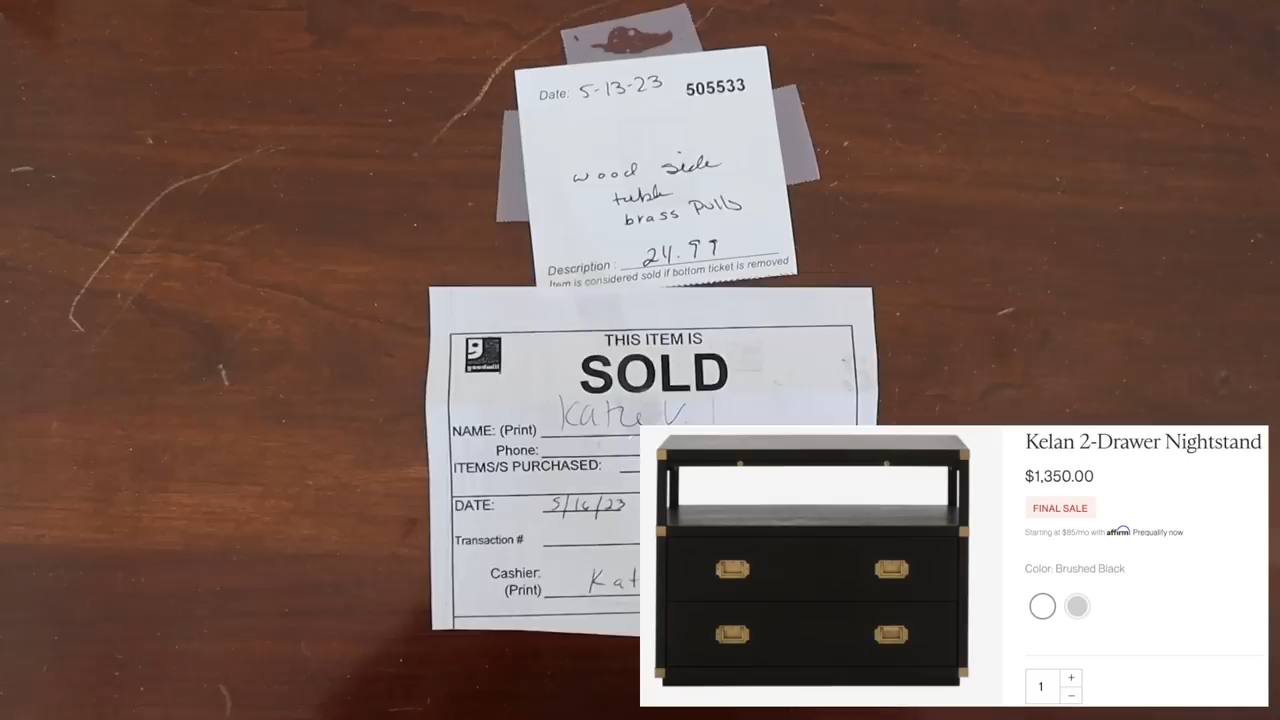 Date: 5-13-23 505533
wood side
table
brass pulls
24.99
Description:
Item is considered sold if bottom ticket is removed
goodwill
THIS ITEM IS
SOLD
Katie V.
NAME: (Print)
Phone:
ITEMS/S PURCHASED:
DATE: 5/16/23
Transaction #
Cashier: Kat
(Print)
Kelan 2-Drawer Nightstand
$1,350.00
FINAL SALE
Starting at $85/mo with affirm. Prequalify now
Color: Brushed Black
1 +
−